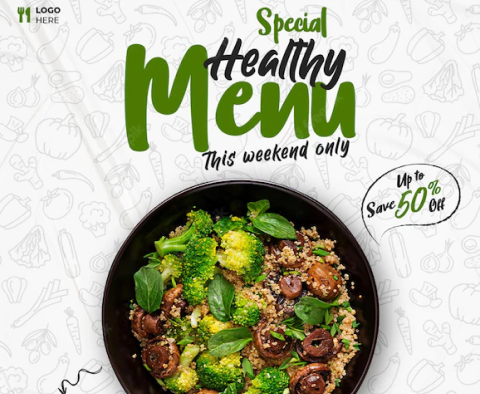 LOGO
HERE
Special
Healthy
Menu
This weekend only
Up to
Save 50% Off